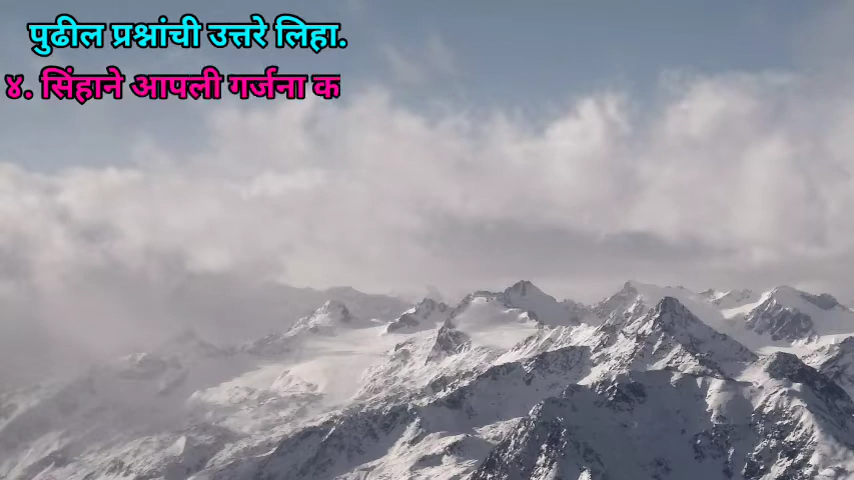 पुढील प्रश्नांची उत्तरे लिहा.
४. सिंहाने आपली गर्जना क